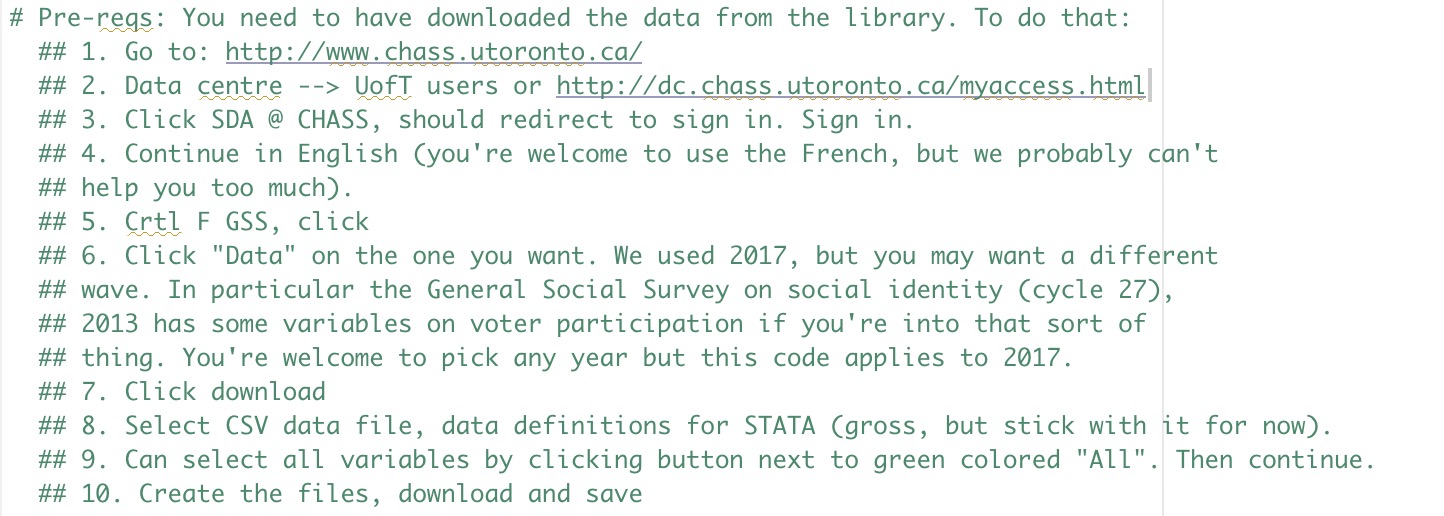 # Pre-reqs: You need to have downloaded the data from the library. To do that:
## 1. Go to: http://www.chass.utoronto.ca/
## 2. Data centre --> UofT users or http://dc.chass.utoronto.ca/myaccess.html
## 3. Click SDA @ CHASS, should redirect to sign in. Sign in.
## 4. Continue in English (you're welcome to use the French, but we probably can't
## help you too much).
## 5. Crtl F GSS, click
## 6. Click "Data" on the one you want. We used 2017, but you may want a different
## wave. In particular the General Social Survey on social identity (cycle 27),
## 2013 has some variables on voter participation if you're into that sort of
## thing. You're welcome to pick any year but this code applies to 2017.
## 7. Click download
## 8. Select CSV data file, data definitions for STATA (gross, but stick with it for now).
## 9. Can select all variables by clicking button next to green colored "All". Then continue.
## 10. Create the files, download and save